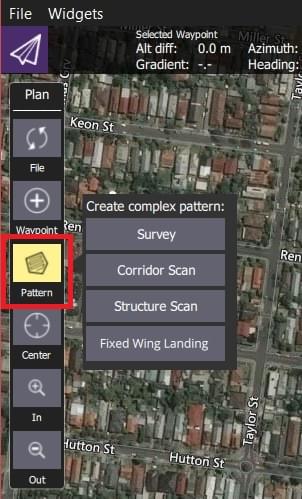 File Widgets
Selected Waypoint
Alt diff: 0.0 m Azimuth:
Gradient: -.- Heading:
Miller St
Plan
Keon St
File
Waypoint
Ren
Create complex pattern:
Survey
Pattern
Corridor Scan
Structure Scan
Center
Fixed Wing Landing
In
Taylor St
Hutton St
Hutton St
Out